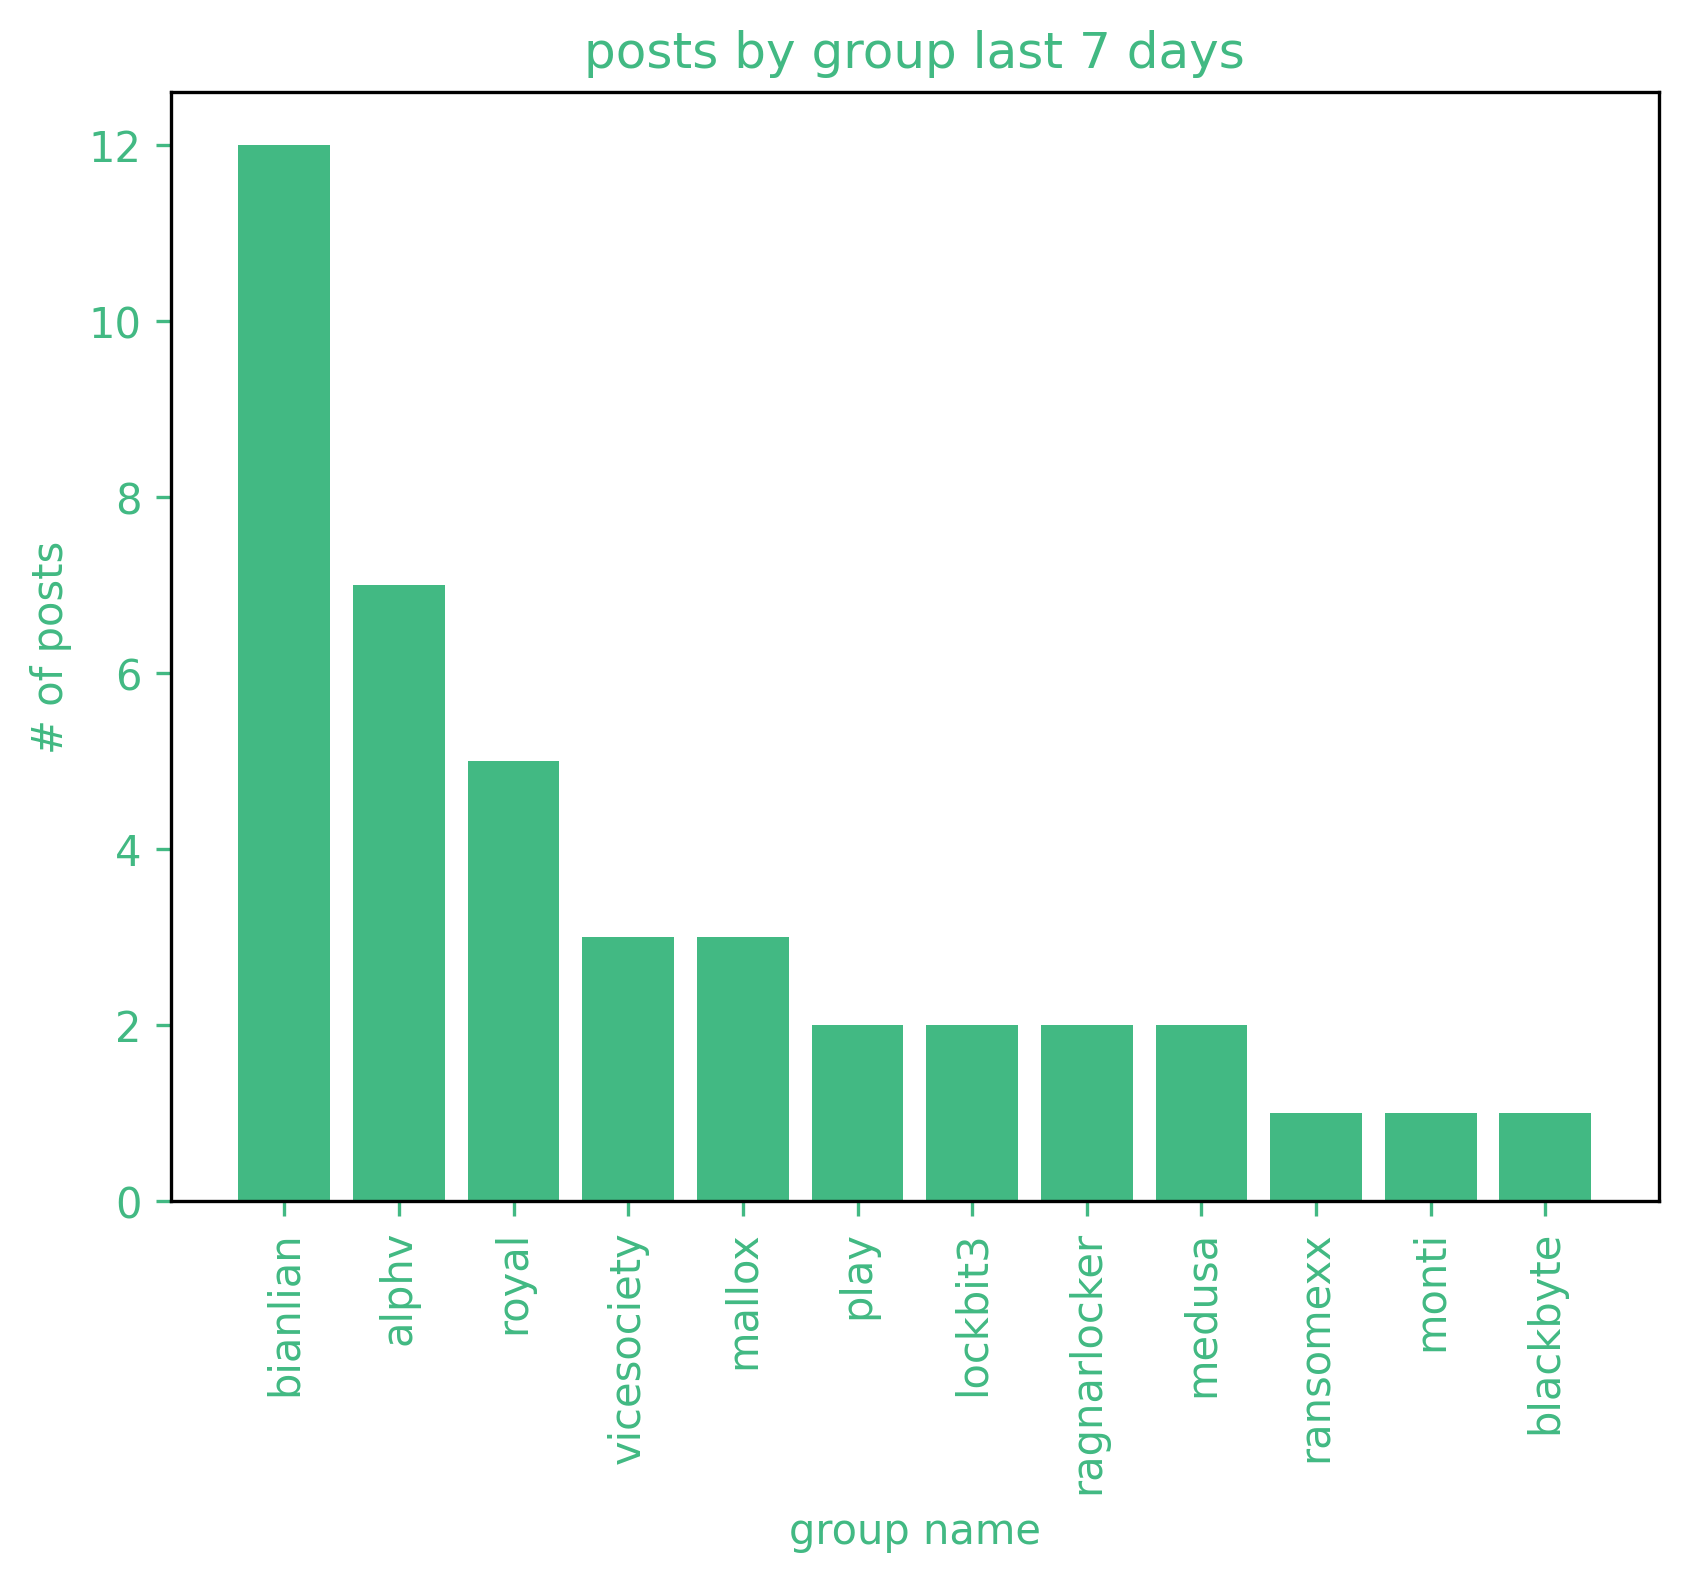 posts by group last 7 days
12
10
8
6
4
2
0
# of posts
bianlian
alphv
royal
vicesociety
mallox
play
lockbit3
ragnarlocker
medusa
ransomexx
monti
blackbyte
group name